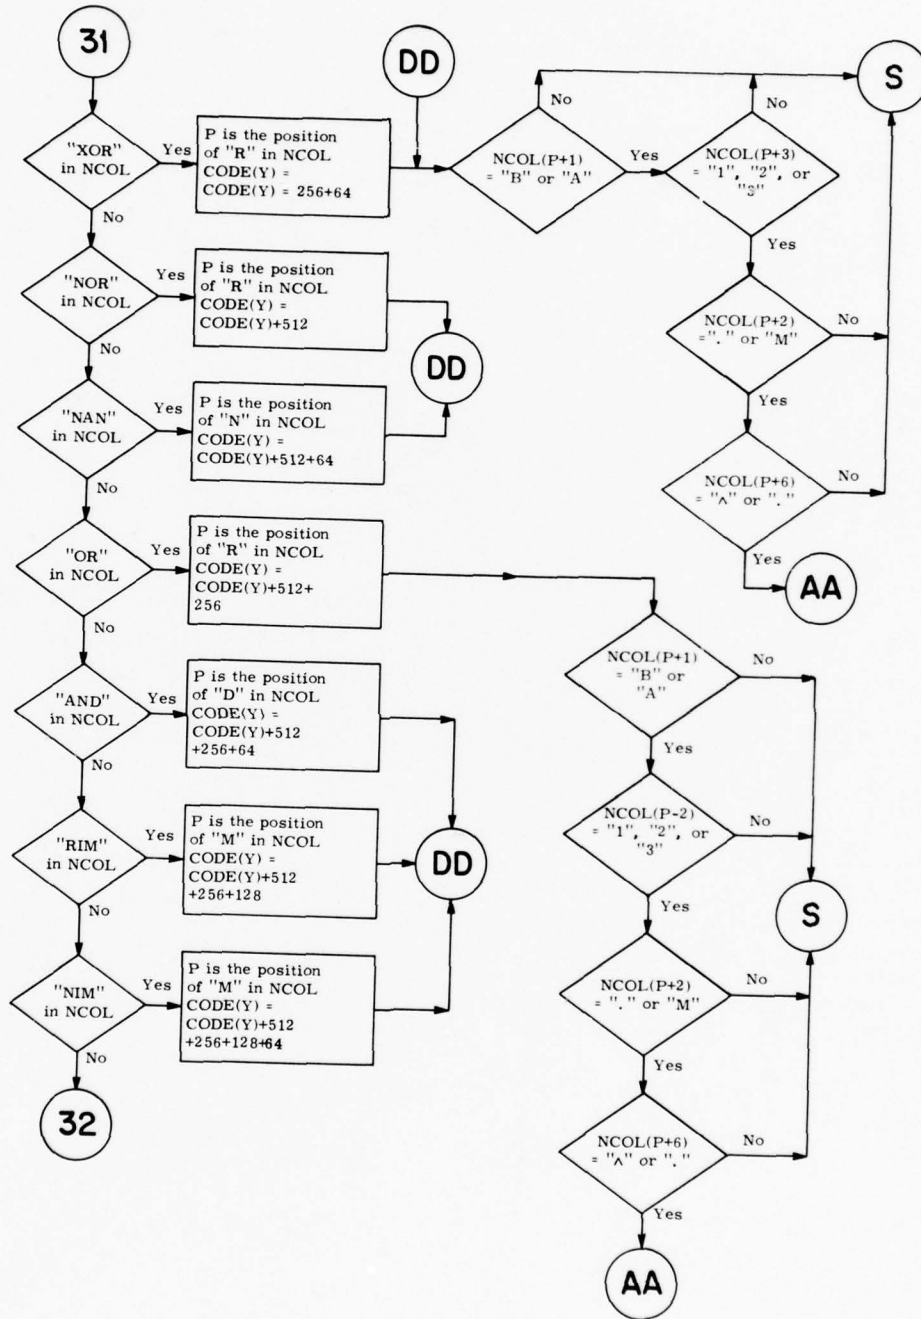 31
"XOR"
in NCOL
Yes
P is the position
of "R" in NCOL
CODE(Y) =
CODE(Y) = 256+64
DD
NCOL(P+1)
= "B" or "A"
No
Yes
NCOL(P+3)
= "1", "2", or
"3"
No
S
Yes
NCOL(P+2)
="." or "M"
No
Yes
NCOL(P+6)
= "^" or "."
No
Yes
AA
No
"NOR"
in NCOL
Yes
P is the position
of "R" in NCOL
CODE(Y) =
CODE(Y)+512
DD
No
"NAN"
in NCOL
Yes
P is the position
of "N" in NCOL
CODE(Y) =
CODE(Y)+512+64
No
"OR"
in NCOL
Yes
P is the position
of "R" in NCOL
CODE(Y) =
CODE(Y)+512+
256
NCOL(P+1)
= "B" or
"A"
No
Yes
NCOL(P-2)
= "1", "2", or
"3"
No
S
Yes
NCOL(P+2)
= "." or "M"
No
Yes
NCOL(P+6)
= "^" or "."
No
Yes
AA
No
"AND"
in NCOL
Yes
P is the position
of "D" in NCOL
CODE(Y) =
CODE(Y)+512
+256+64
No
"RIM"
in NCOL
Yes
P is the position
of "M" in NCOL
CODE(Y) =
CODE(Y)+512
+256+128
DD
No
"NIM"
in NCOL
Yes
P is the position
of "M" in NCOL
CODE(Y) =
CODE(Y)+512
+256+128+64
No
32